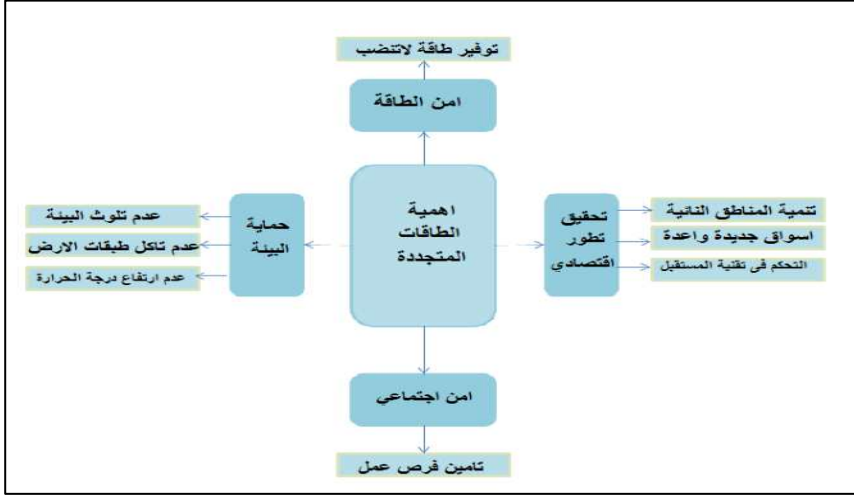 توفير طاقة لاتنضب
امن الطاقة
اهمية
الطاقات
المتجددة
تحقيق
تطور
اقتصادي
تنمية المناطق النائية
اسواق جديدة واعدة
التحكم فى تقنية المستقبل
حماية
البيئة
عدم تلوث البيئة
عدم تاكل طبقات الارض
عدم ارتفاع درجة الحرارة
امن اجتماعي
تامين فرص عمل